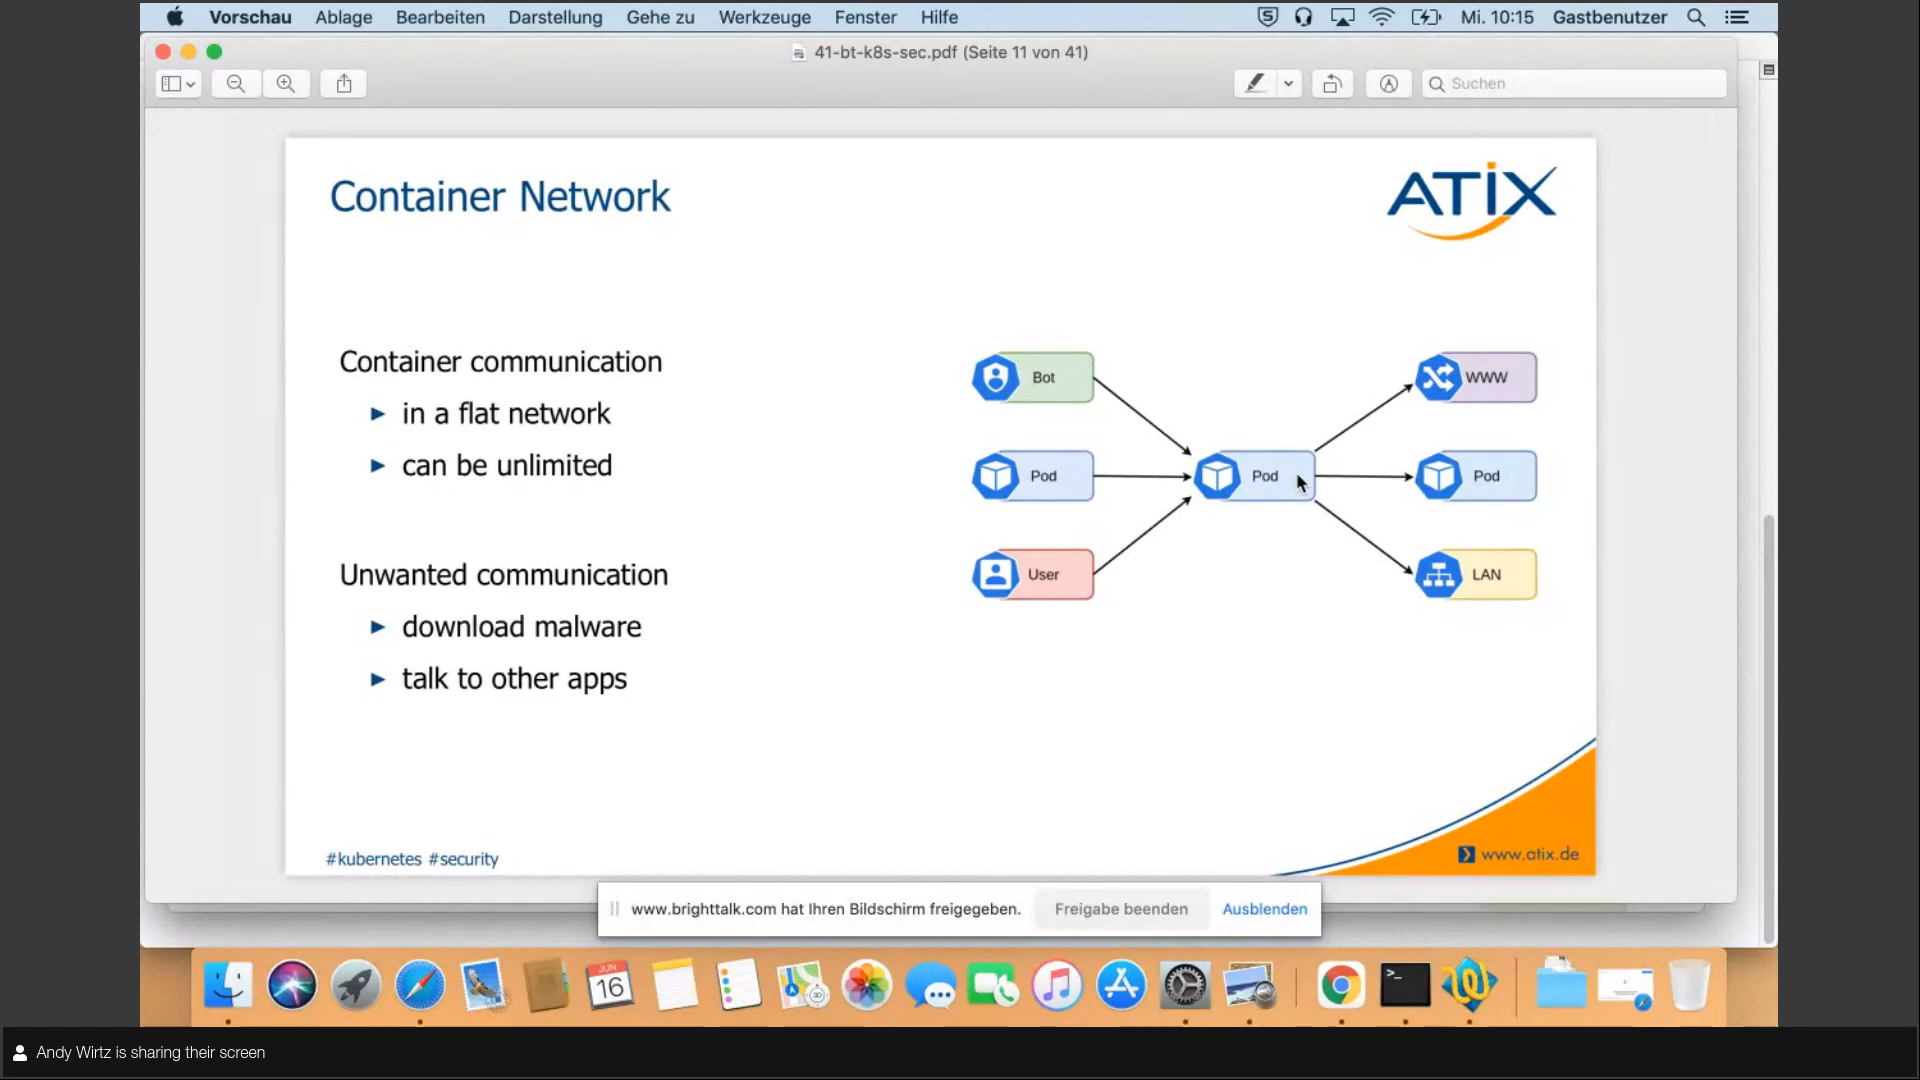 Vorschau Ablage Bearbeiten Darstellung Gehe zu Werkzeuge Fenster Hilfe Mi. 10:15 Gastbenutzer
41-bt-k8s-sec.pdf (Seite 11 von 41)
Suchen
Container Network
ATIX
Container communication
in a flat network
can be unlimited
Unwanted communication
download malware
talk to other apps
Bot
WWW
Pod
Pod
Pod
User
LAN
#kubernetes #security
www.atix.de
www.brighttalk.com hat Ihren Bildschirm freigegeben. Freigabe beenden Ausblenden
JUN
16
Andy Wirtz is sharing their screen